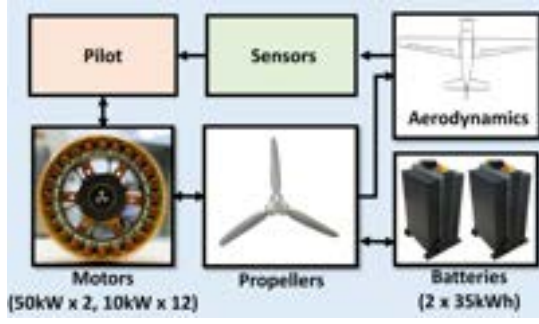 Pilot
Sensors
Aerodynamics
Motors
(50kW x 2, 10kW x 12)
Propellers
Batteries
(2 x 35kWh)